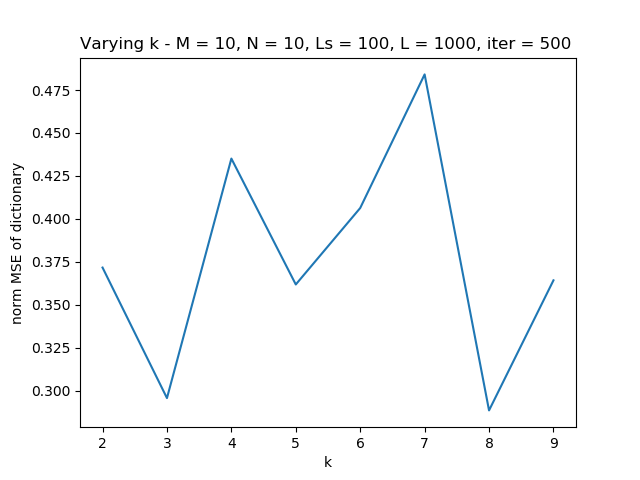 Varying k - M = 10, N = 10, Ls = 100, L = 1000, iter = 500
norm MSE of dictionary
0.475
0.450
0.425
0.400
0.375
0.350
0.325
0.300
2 3 4 5 6 7 8 9
k